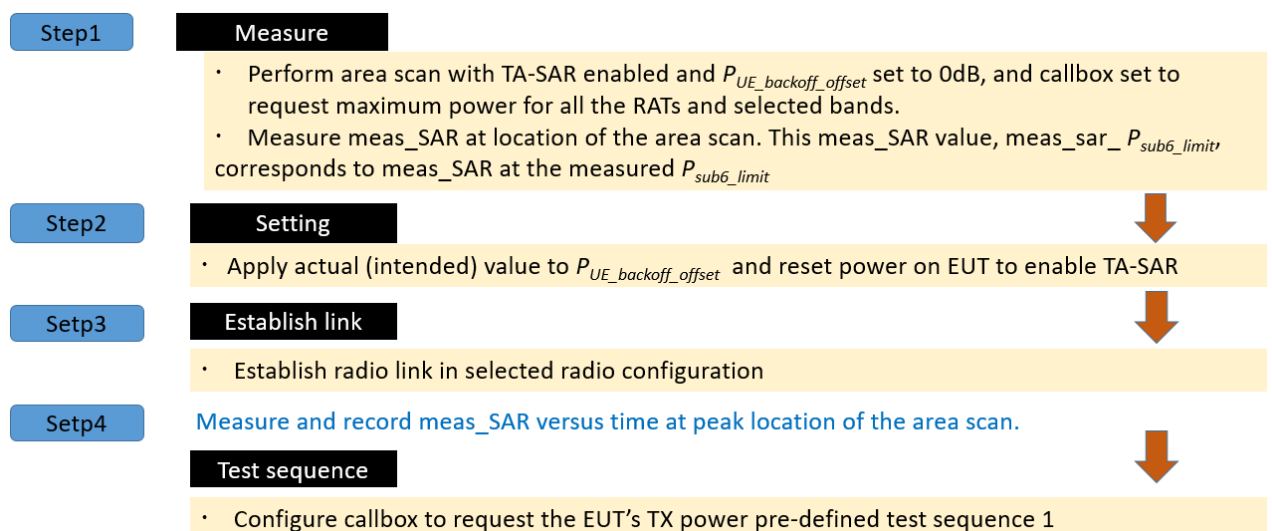 Step1
Measure
· Perform area scan with TA-SAR enabled and P_UE_backoff_offset set to 0dB, and callbox set to
request maximum power for all the RATs and selected bands.
· Measure meas_SAR at location of the area scan. This meas_SAR value, meas_sar_ P_sub6_limit,
corresponds to meas_SAR at the measured P_sub6_limit
Step2
Setting
· Apply actual (intended) value to P_UE_backoff_offset and reset power on EUT to enable TA-SAR
Setp3
Establish link
· Establish radio link in selected radio configuration
Setp4
Measure and record meas_SAR versus time at peak location of the area scan.
Test sequence
· Configure callbox to request the EUT's TX power pre-defined test sequence 1